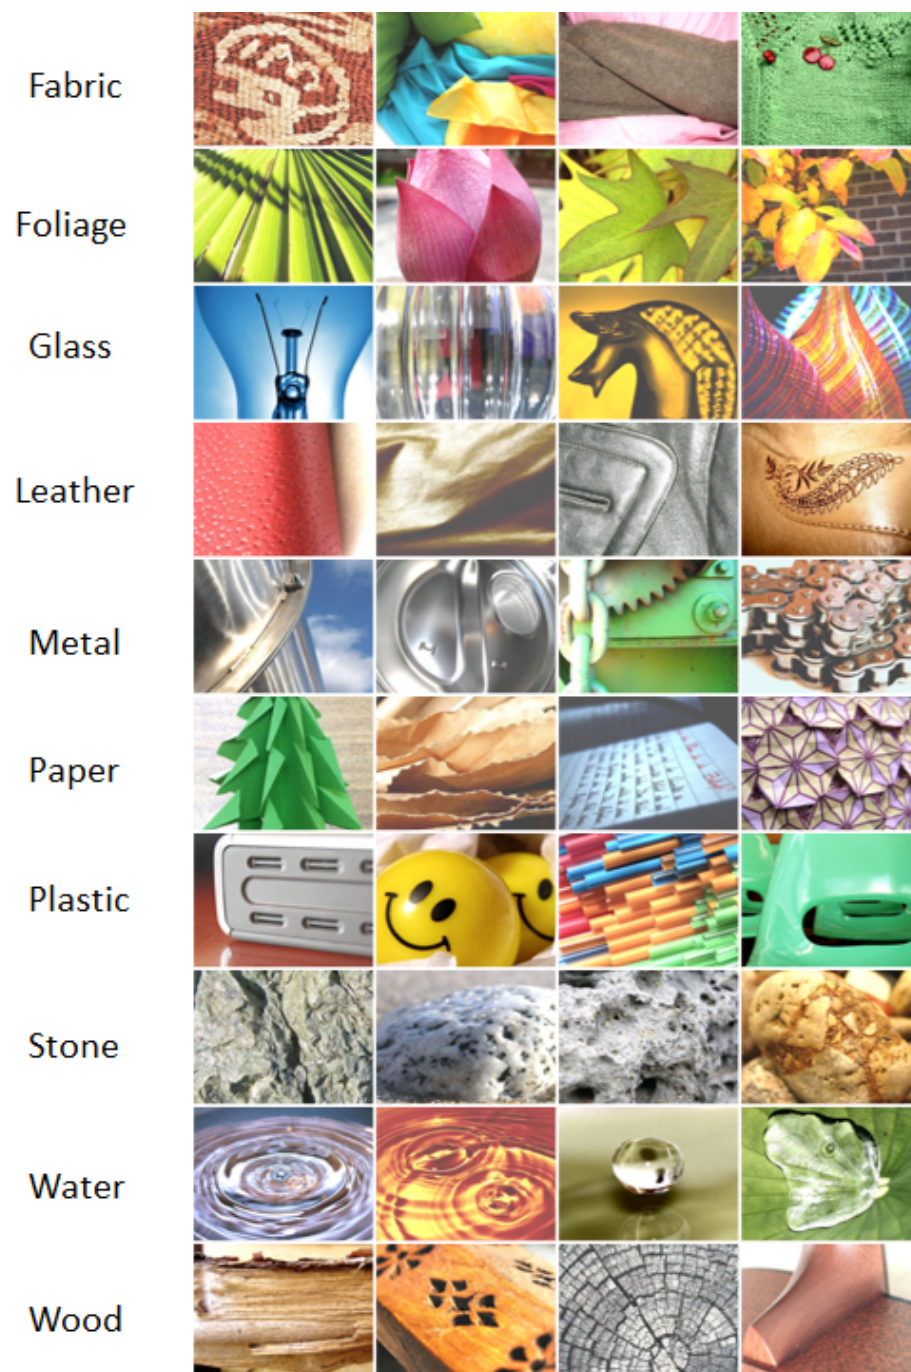 Fabric
Foliage
Glass
Leather
Metal
Paper
Plastic
Stone
Water
Wood